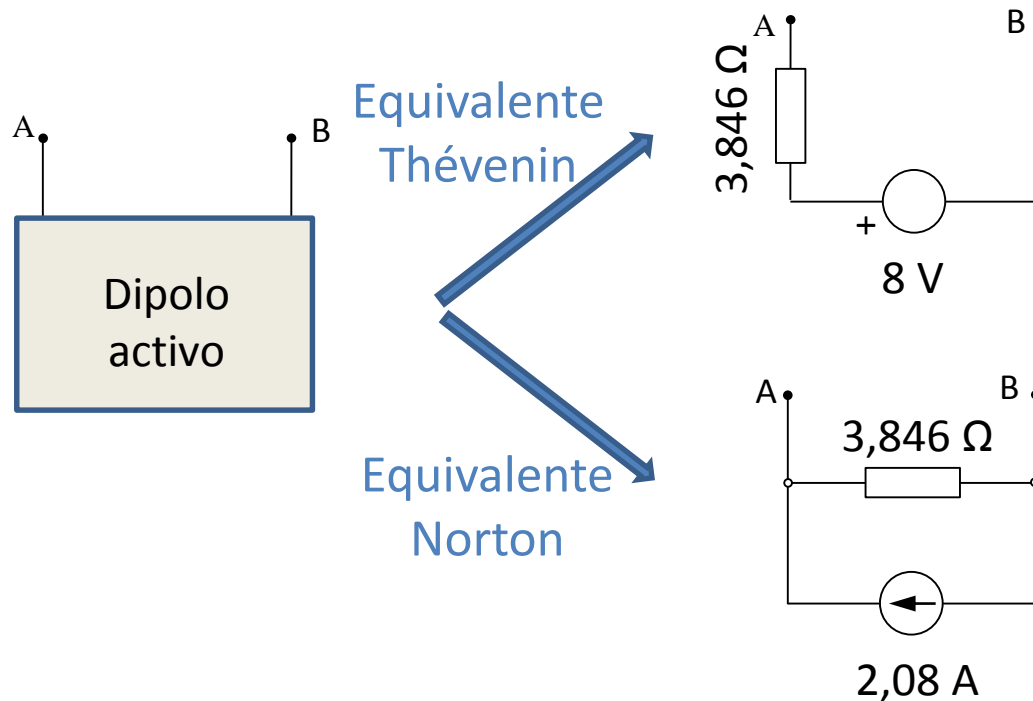 A
B
Dipolo
activo
Equivalente
Thévenin
A
B
3,846 Ω
+
8 V
Equivalente
Norton
A
B
3,846 Ω
2,08 A